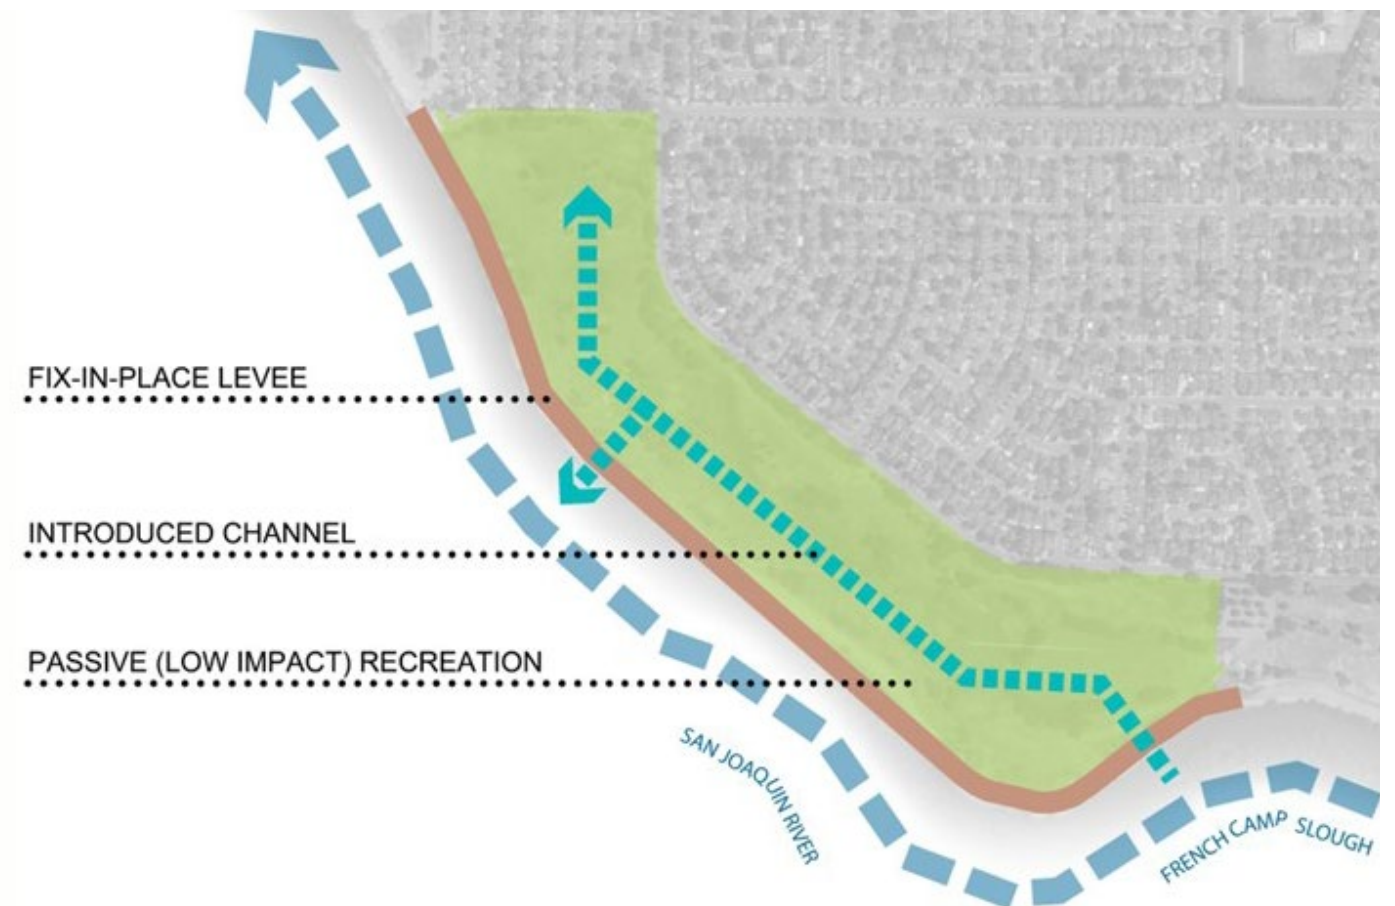 FIX-IN-PLACE LEVEE
INTRODUCED CHANNEL
PASSIVE (LOW IMPACT) RECREATION
SAN JOAQUIN RIVER
FRENCH CAMP SLOUGH